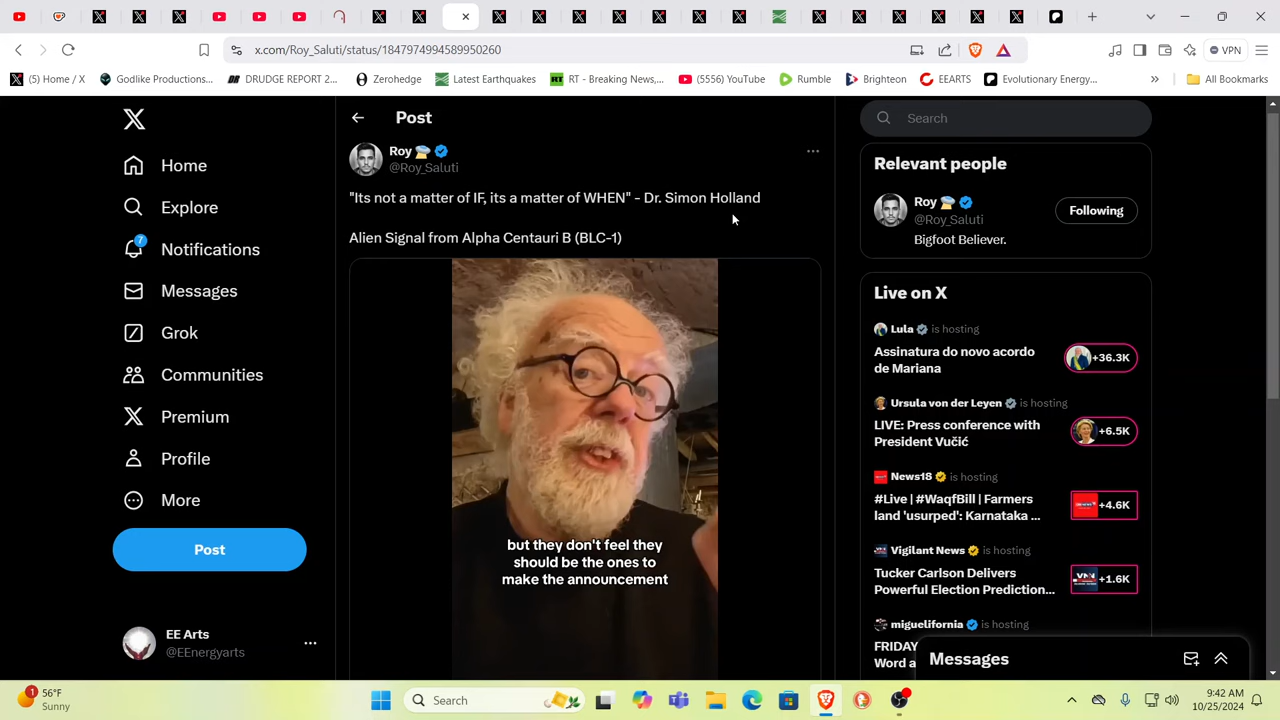 x.com/Roy_Saluti/status/1847974994589950260
VPN
(5) Home / X
Godlike Productions...
DRUDGE REPORT 2...
Zerohedge
Latest Earthquakes
RT - Breaking News,...
(5555) YouTube
Rumble
Brighteon
EEARTS
Evolutionary Energy...
All Bookmarks
Home
Explore
7
Notifications
Messages
Grok
Communities
Premium
Profile
More
Post
EE Arts
@EEnergyarts
Post
Roy
@Roy_Saluti
"Its not a matter of IF, its a matter of WHEN" - Dr. Simon Holland
Alien Signal from Alpha Centauri B (BLC-1)
but they don't feel they
should be the ones to
make the announcement
Search
Relevant people
Roy
@Roy_Saluti
Following
Bigfoot Believer.
Live on X
Lula is hosting
Assinatura do novo acordo
de Mariana
+36.3K
Ursula von der Leyen is hosting
LIVE: Press conference with
President Vučić
+6.5K
News18 is hosting
#Live | #WaqfBill | Farmers
land 'usurped': Karnataka ...
+4.6K
Vigilant News is hosting
Tucker Carlson Delivers
Powerful Election Prediction...
+1.6K
miguelifornia is hosting
FRIDAY
Word a
Messages
1
56°F
Sunny
Search
9:42 AM
10/25/2024